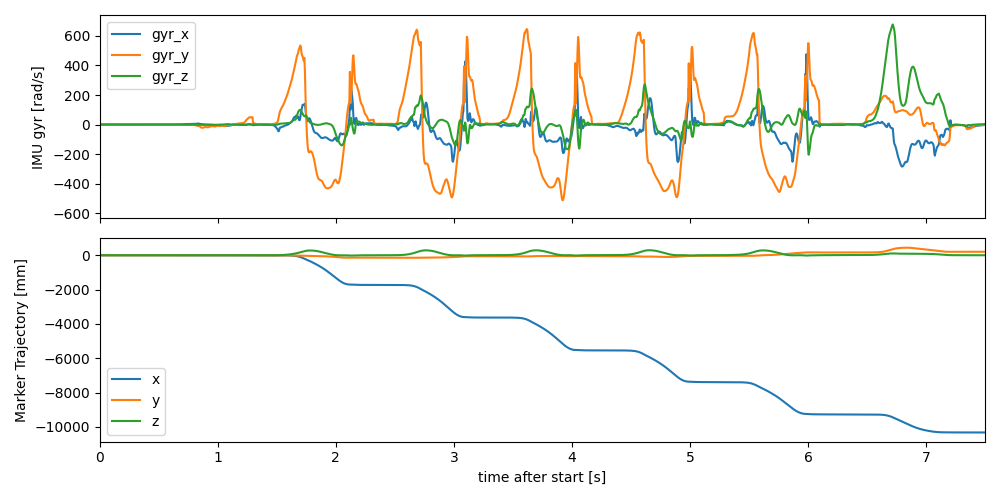 IMU gyr [rad/s]
600
400
200
0
−200
−400
−600
gyr_x
gyr_y
gyr_z
Marker Trajectory [mm]
0
−2000
−4000
−6000
−8000
−10000
x
y
z
0 1 2 3 4 5 6 7
time after start [s]